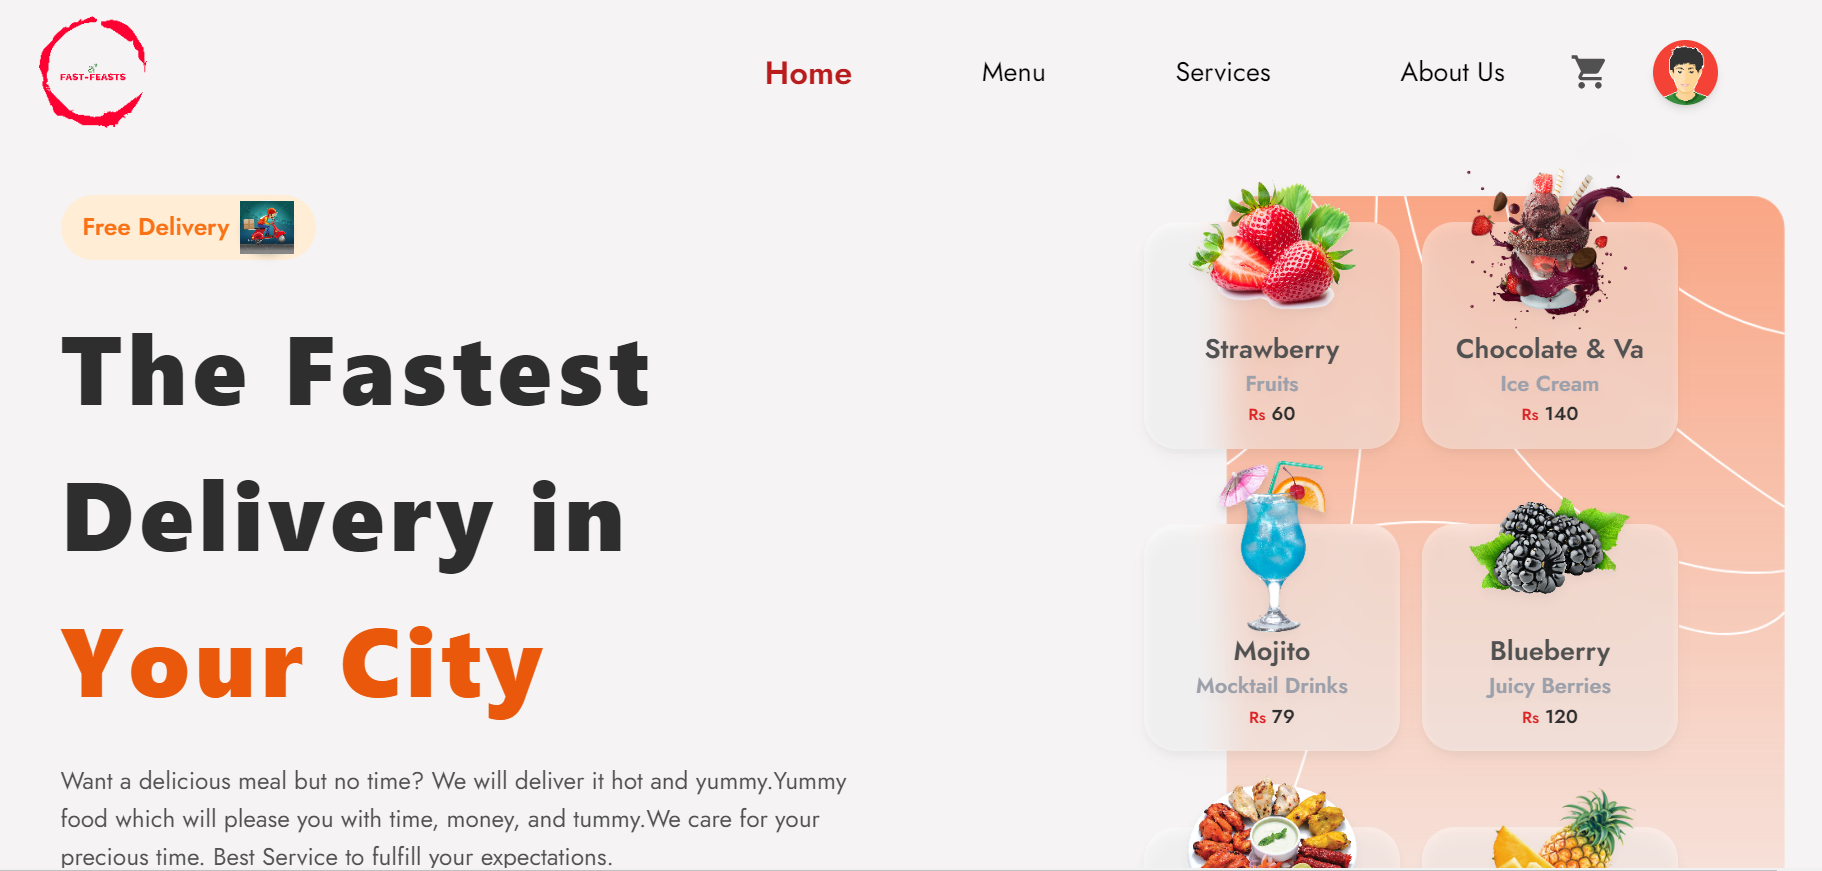 FAST-FEASTS
Home
Menu
Services
About Us
Free Delivery
The Fastest
Delivery in
Your City
Want a delicious meal but no time? We will deliver it hot and yummy.Yummy
food which will please you with time, money, and tummy.We care for your
precious time. Best Service to fulfill your expectations.
Strawberry
Fruits
Rs 60
Chocolate & Va
Ice Cream
Rs 140
Mojito
Mocktail Drinks
Rs 79
Blueberry
Juicy Berries
Rs 120